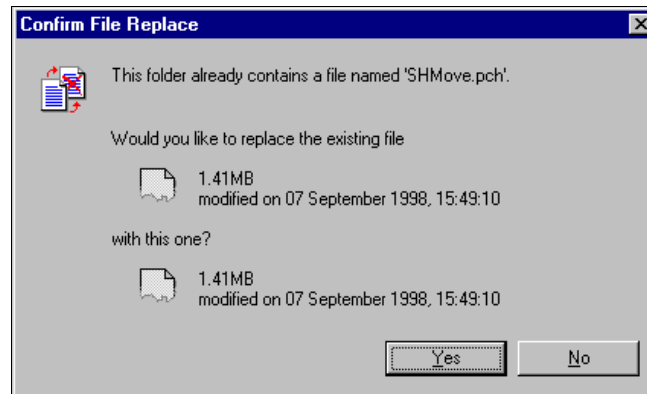 Confirm File Replace
This folder already contains a file named 'SHMove.pch'.
Would you like to replace the existing file
1.41MB
modified on 07 September 1998, 15:49:10
with this one?
1.41MB
modified on 07 September 1998, 15:49:10
Yes No